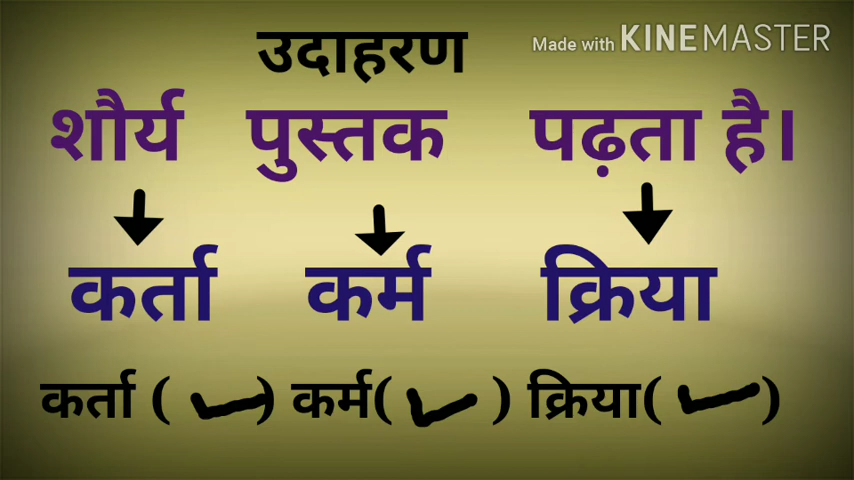 Made with KINEMASTER
उदाहरण
शौर्य पुस्तक पढ़ता है।
कर्ता कर्म क्रिया
कर्ता ( ✓ ) कर्म( ✓ ) क्रिया( ✓ )